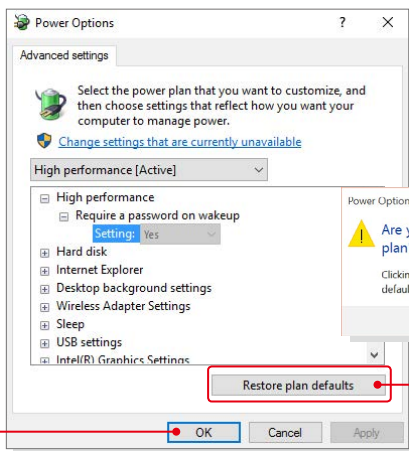 Power Options
Advanced settings
Select the power plan that you want to customize, and
then choose settings that reflect how you want your
computer to manage power.
Change settings that are currently unavailable
High performance [Active]
High performance
Require a password on wakeup
Setting: Yes
Hard disk
Internet Explorer
Desktop background settings
Wireless Adapter Settings
Sleep
USB settings
Intel(R) Graphics Settings
Power Option
Are y
plan
Clickin
defaul
Restore plan defaults
OK
Cancel
Apply